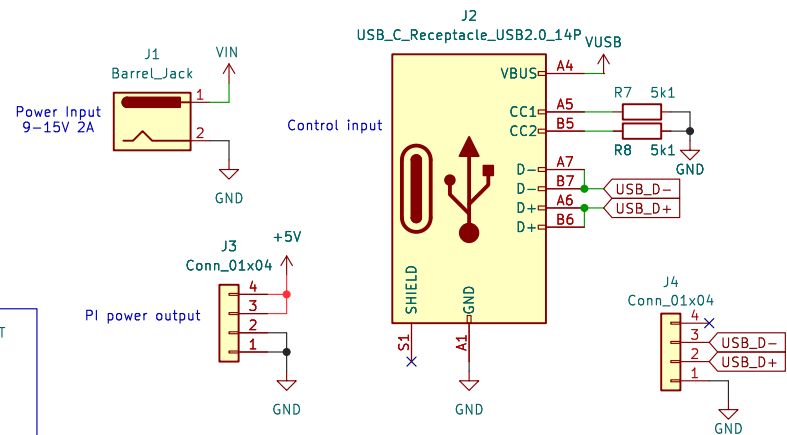 J2
USB_C_Receptacle_USB2.0_14P
VUSB
J1
Barrel_Jack
VIN
1
2
Power Input
9-15V 2A
GND
Control input
VBUS
A4
CC1
A5
CC2
B5
R7 5k1
R8 5k1
GND
D-
A7
D-
B7
D+
A6
D+
B6
USB_D-
USB_D+
SHIELD
GND
S1
A1
GND
J3
Conn_01x04
+5V
4
3
2
1
PI power output
GND
T
J4
Conn_01x04
4
3
2
1
USB_D-
USB_D+
GND